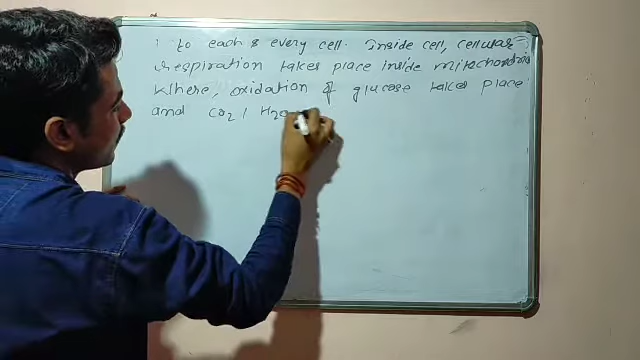 to each & every cell. Inside cell, cellular
respiration takes place inside mitochondria
Where, oxidation of glucose takes place
and CO2, H2O